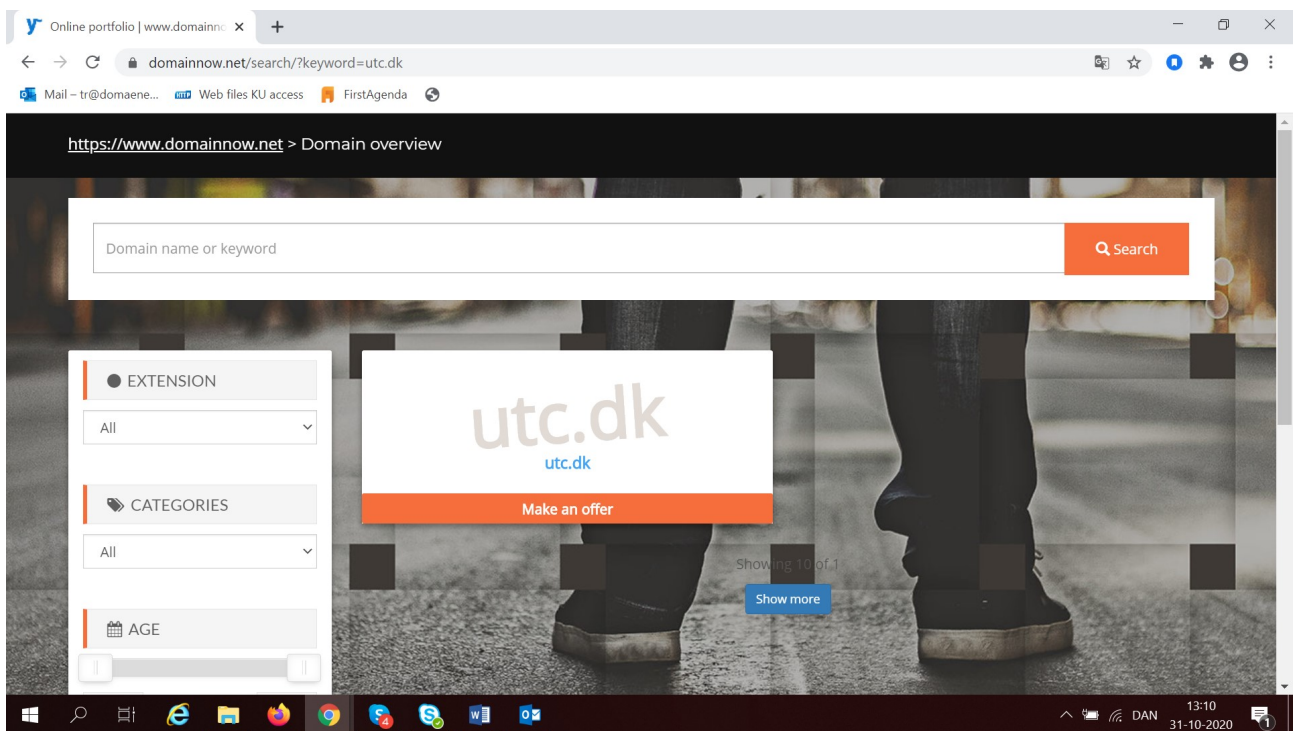 Online portfolio | www.domainnc
domainnow.net/search/?keyword=utc.dk
Mail – tr@domaene... Web files KU access FirstAgenda
https://www.domainnow.net > Domain overview
Domain name or keyword
Search
EXTENSION
All
utc.dk
utc.dk
Make an offer
CATEGORIES
All
Showing 10 of 1
Show more
AGE
DAN
13:10
31-10-2020